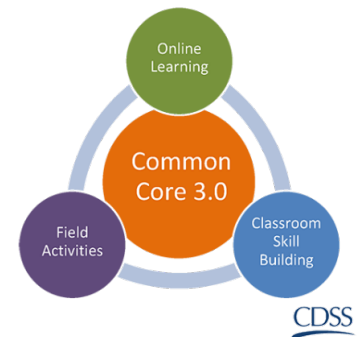 Online
Learning
Common
Core 3.0
Field
Activities
Classroom
Skill
Building
CDSS